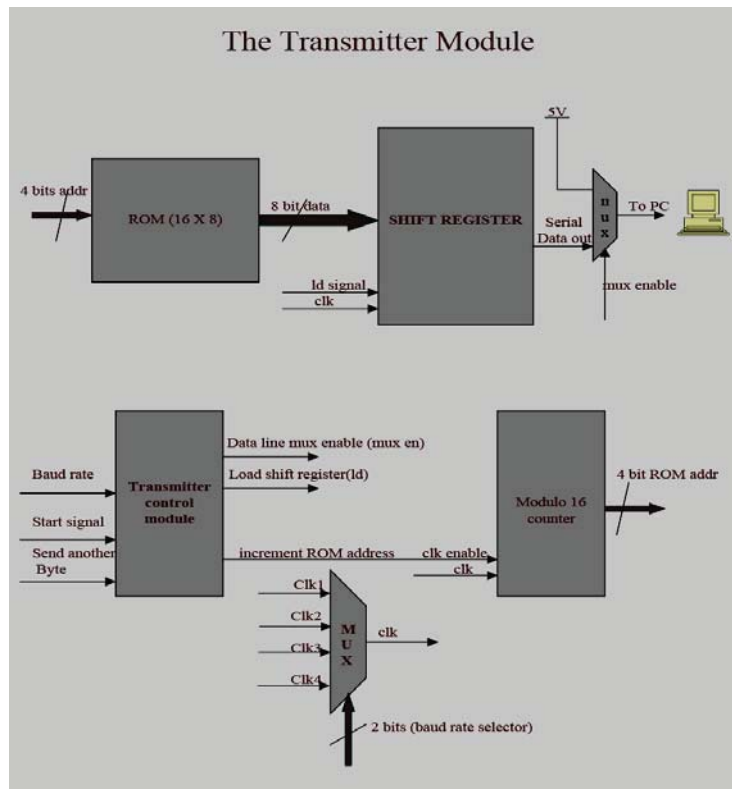 The Transmitter Module
5V
4 bits addr
ROM (16 X 8)
8 bit data
SHIFT REGISTER
Serial
Data out
nux
To PC
ld signal
clk
mux enable
Data line mux enable (mux en)
Load shift register(ld)
Baud rate
Transmitter
control
module
Start signal
Send another
Byte
increment ROM address
clk enable
clk
Modulo 16
counter
4 bit ROM addr
Clk1
Clk2
Clk3
Clk4
MUX
clk
2 bits (baud rate selector)